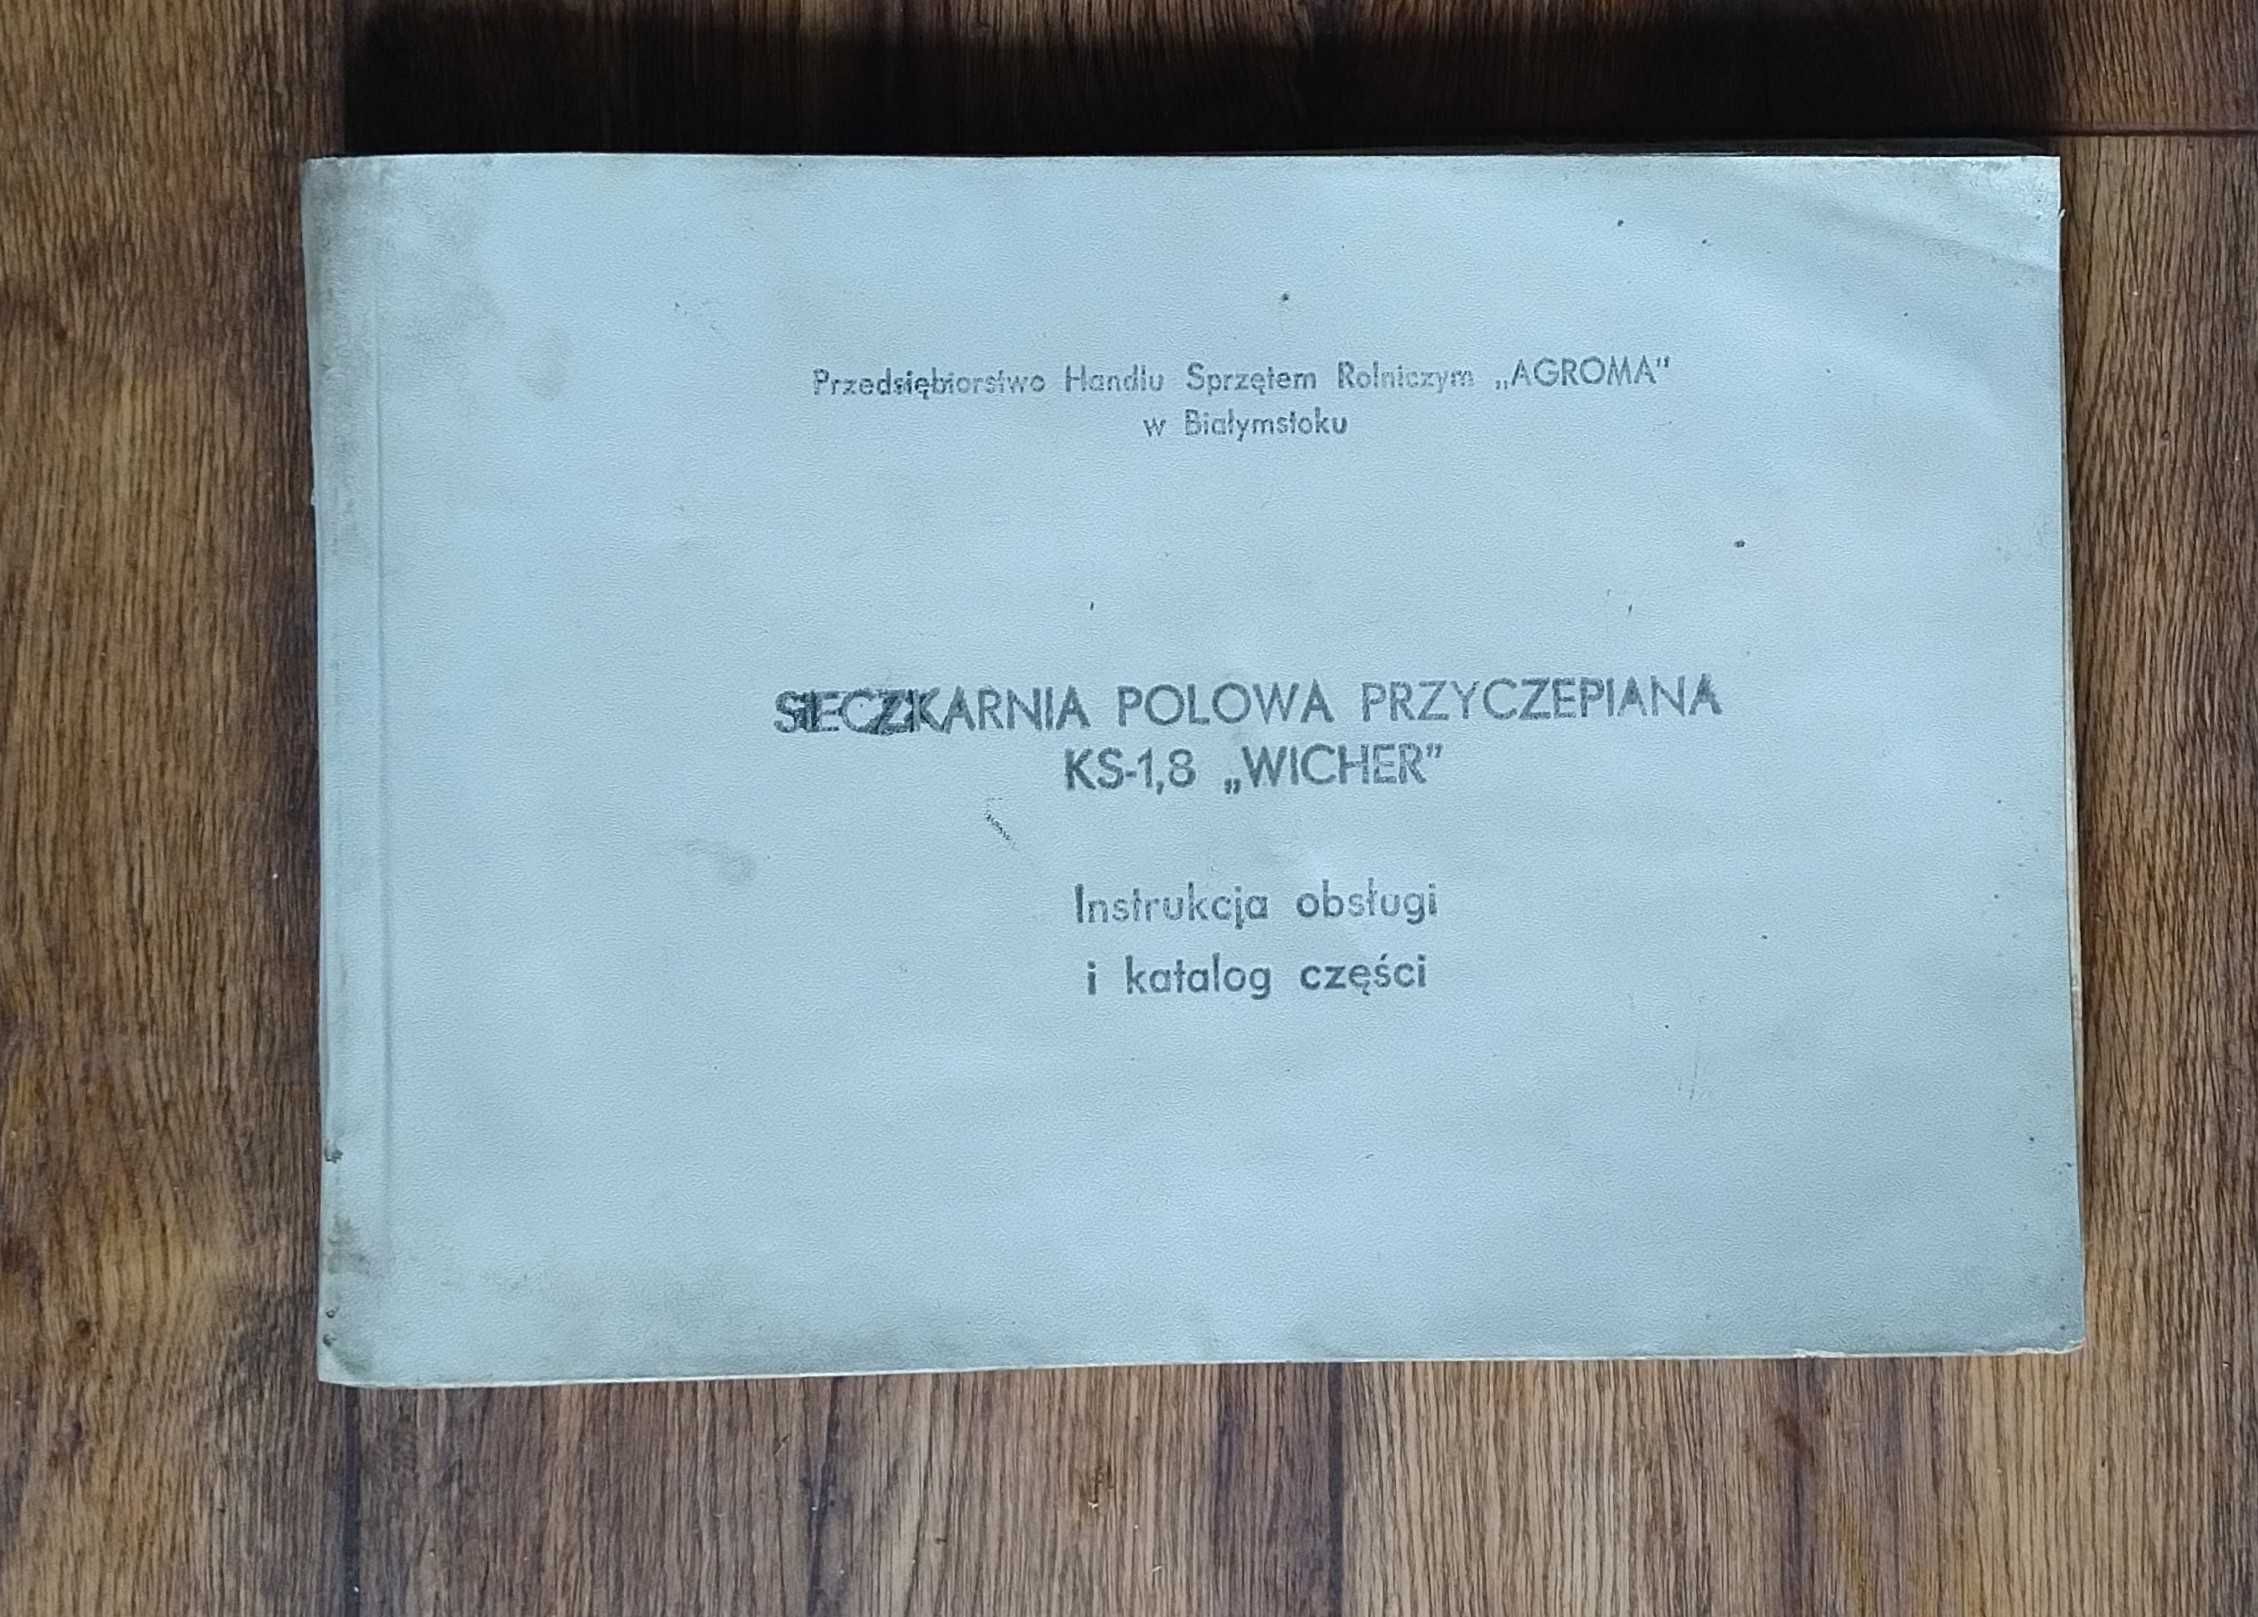 Przedsiębiorstwo Handlu Sprzętem Rolniczym „AGROMA”
w Białymstoku
SIECZKARNIA POLOWA PRZYCZEPIANA
KS-1,8 „WICHER”
Instrukcja obsługi
i katalog części